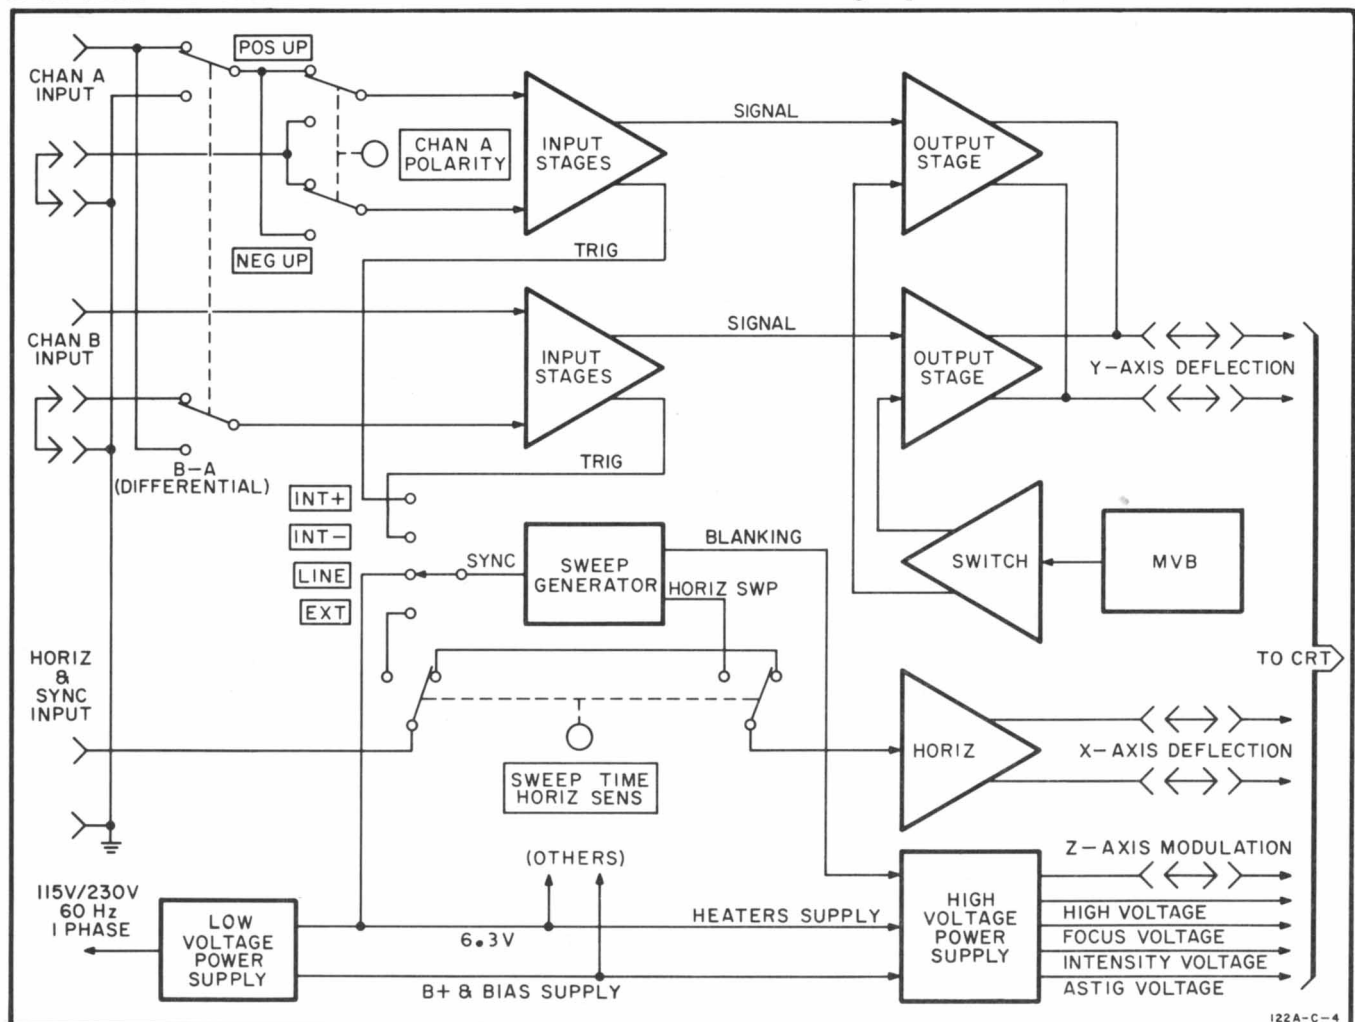 POS UP
CHAN A
INPUT
CHAN A
POLARITY
INPUT
STAGES
SIGNAL
OUTPUT
STAGE
NEG UP
TRIG
CHAN B
INPUT
INPUT
STAGES
SIGNAL
OUTPUT
STAGE
Y-AXIS DEFLECTION
B-A
(DIFFERENTIAL)
TRIG
INT+
INT-
LINE
EXT
SYNC
SWEEP
GENERATOR
BLANKING
HORIZ SWP
SWITCH
MVB
HORIZ
&
SYNC
INPUT
TO CRT
SWEEP TIME
HORIZ SENS
HORIZ
X-AXIS DEFLECTION
(OTHERS)
Z-AXIS MODULATION
115V/230V
60 Hz
1 PHASE
LOW
VOLTAGE
POWER
SUPPLY
6.3V
HEATERS SUPPLY
B+ & BIAS SUPPLY
HIGH
VOLTAGE
POWER
SUPPLY
HIGH VOLTAGE
FOCUS VOLTAGE
INTENSITY VOLTAGE
ASTIG VOLTAGE
122A-C-4